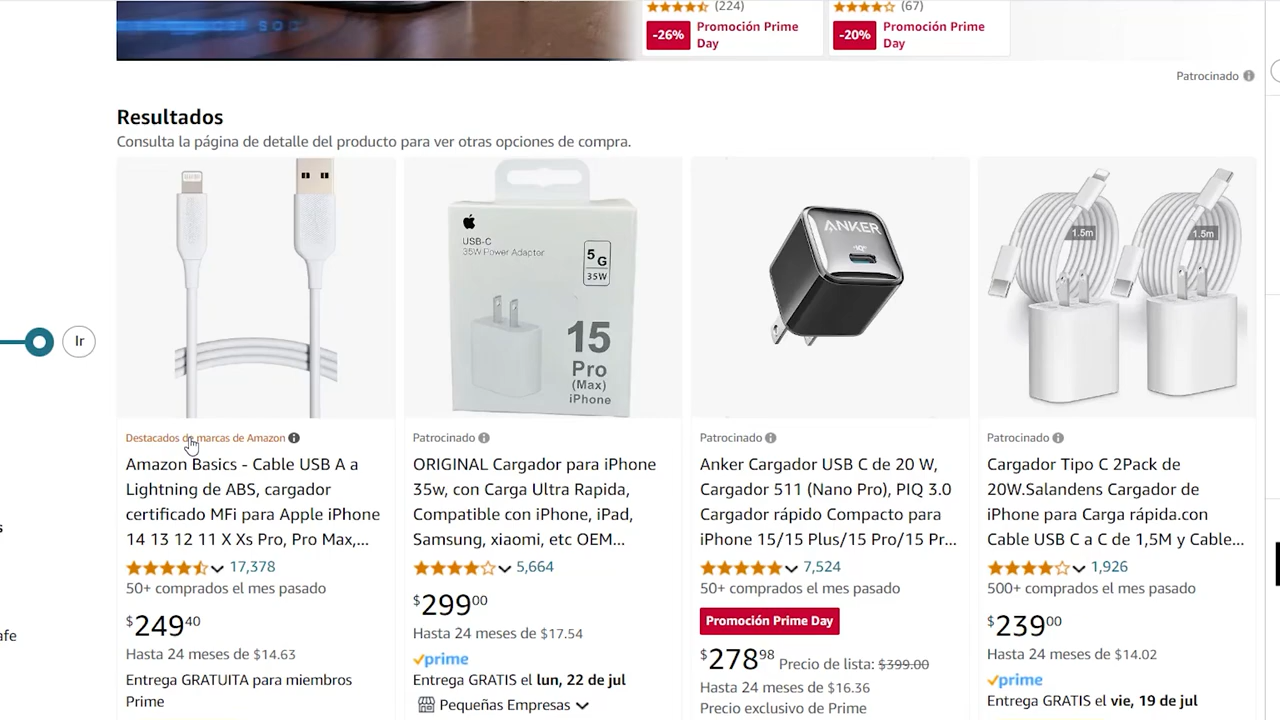 (224)
-26%
Promoción Prime
Day
(67)
-20%
Promoción Prime
Day
Patrocinado
Resultados
Consulta la página de detalle del producto para ver otras opciones de compra.
Ir
USB-C
35W Power Adaptor
5
G
35W
15
Pro
(Max)
iPhone
ANKER
1.5m
1.5m
Destacados de marcas de Amazon
Amazon Basics - Cable USB A a
Lightning de ABS, cargador
certificado MFi para Apple iPhone
14 13 12 11 X Xs Pro, Pro Max,...
17,378
50+ comprados el mes pasado
$249.40
Hasta 24 meses de $14.63
Entrega GRATUITA para miembros
Prime
Patrocinado
ORIGINAL Cargador para iPhone
35w, con Carga Ultra Rapida,
Compatible con iPhone, iPad,
Samsung, xiaomi, etc OEM...
5,664
$299.00
Hasta 24 meses de $17.54
prime
Entrega GRATIS el lun, 22 de jul
Pequeñas Empresas
Patrocinado
Anker Cargador USB C de 20 W,
Cargador 511 (Nano Pro), PIQ 3.0
Cargador rápido Compacto para
iPhone 15/15 Plus/15 Pro/15 Pr...
7,524
50+ comprados el mes pasado
Promoción Prime Day
$278.98 Precio de lista: $399.00
Hasta 24 meses de $16.36
Precio exclusivo de Prime
Patrocinado
Cargador Tipo C 2Pack de
20W.Salandens Cargador de
iPhone para Carga rápida.con
Cable USB C a C de 1,5M y Cable...
1,926
500+ comprados el mes pasado
$239.00
Hasta 24 meses de $14.02
prime
Entrega GRATIS el vie, 19 de jul